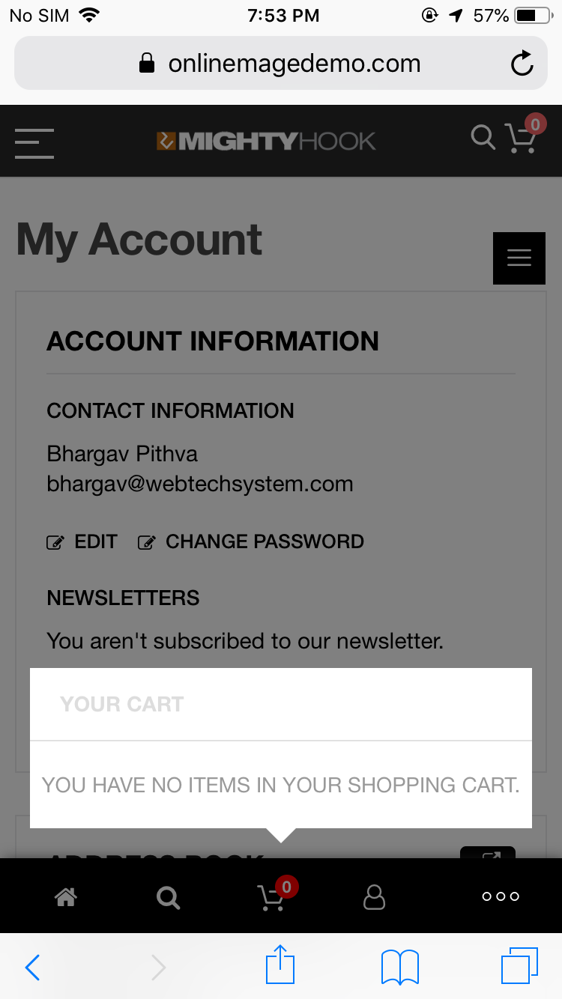 No SIM 7:53 PM 57%
onlinemagedemo.com
MIGHTYHOOK 0
My Account
ACCOUNT INFORMATION
CONTACT INFORMATION
Bhargav Pithva
bhargav@webtechsystem.com
EDIT CHANGE PASSWORD
NEWSLETTERS
You aren't subscribed to our newsletter.
YOUR CART
YOU HAVE NO ITEMS IN YOUR SHOPPING CART.
ADDRESS BOOK
0